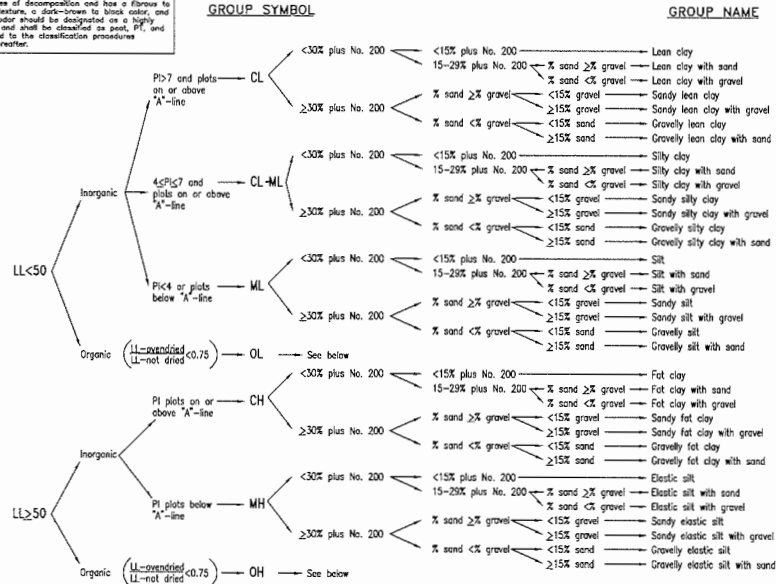 es of decomposition and has a fibrous to
texture, a dark-brown to black color, and
odor should be designated as a highly
and shall be classified as peat, PT, and
ed to the classification procedures
ereafter.
GROUP SYMBOL GROUP NAME
<30% plus No. 200 <15% plus No. 200 Lean clay
15-29% plus No. 200 % sand ≥% gravel Lean clay with sand
% sand <% gravel Lean clay with gravel
PI>7 and plots on or above "A"-line CL
≥30% plus No. 200 % sand ≥% gravel <15% gravel Sandy lean clay
≥15% gravel Sandy lean clay with gravel
% sand <% gravel <15% sand Gravelly lean clay
≥15% sand Gravelly lean clay with sand
<30% plus No. 200 <15% plus No. 200 Silty clay
15-29% plus No. 200 % sand ≥% gravel Silty clay with sand
% sand <% gravel Silty clay with gravel
Inorganic 4≤PI≤7 and plots on or above "A"-line CL-ML
≥30% plus No. 200 % sand ≥% gravel <15% gravel Sandy silty clay
≥15% gravel Sandy silty clay with gravel
% sand <% gravel <15% sand Gravelly silty clay
≥15% sand Gravelly silty clay with sand
LL<50
<30% plus No. 200 <15% plus No. 200 Silt
15-29% plus No. 200 % sand ≥% gravel Silt with sand
% sand <% gravel Silt with gravel
PI<4 or plots below "A"-line ML
≥30% plus No. 200 % sand ≥% gravel <15% gravel Sandy silt
≥15% gravel Sandy silt with gravel
% sand <% gravel <15% sand Gravelly silt
≥15% sand Gravelly silt with sand
Organic (LL-ovendried/LL-not dried <0.75) OL See below
<30% plus No. 200 <15% plus No. 200 Fat clay
15-29% plus No. 200 % sand ≥% gravel Fat clay with sand
% sand <% gravel Fat clay with gravel
PI plots on or above "A"-line CH
≥30% plus No. 200 % sand ≥% gravel <15% gravel Sandy fat clay
≥15% gravel Sandy fat clay with gravel
% sand <% gravel <15% sand Gravelly fat clay
≥15% sand Gravelly fat clay with sand
Inorganic
LL≥50
<30% plus No. 200 <15% plus No. 200 Elastic silt
15-29% plus No. 200 % sand ≥% gravel Elastic silt with sand
% sand <% gravel Elastic silt with gravel
PI plots below "A"-line MH
≥30% plus No. 200 % sand ≥% gravel <15% gravel Sandy elastic silt
≥15% gravel Sandy elastic silt with gravel
% sand <% gravel <15% sand Gravelly elastic silt
≥15% sand Gravelly elastic silt with sand
Organic (LL-ovendried/LL-not dried <0.75) OH See below